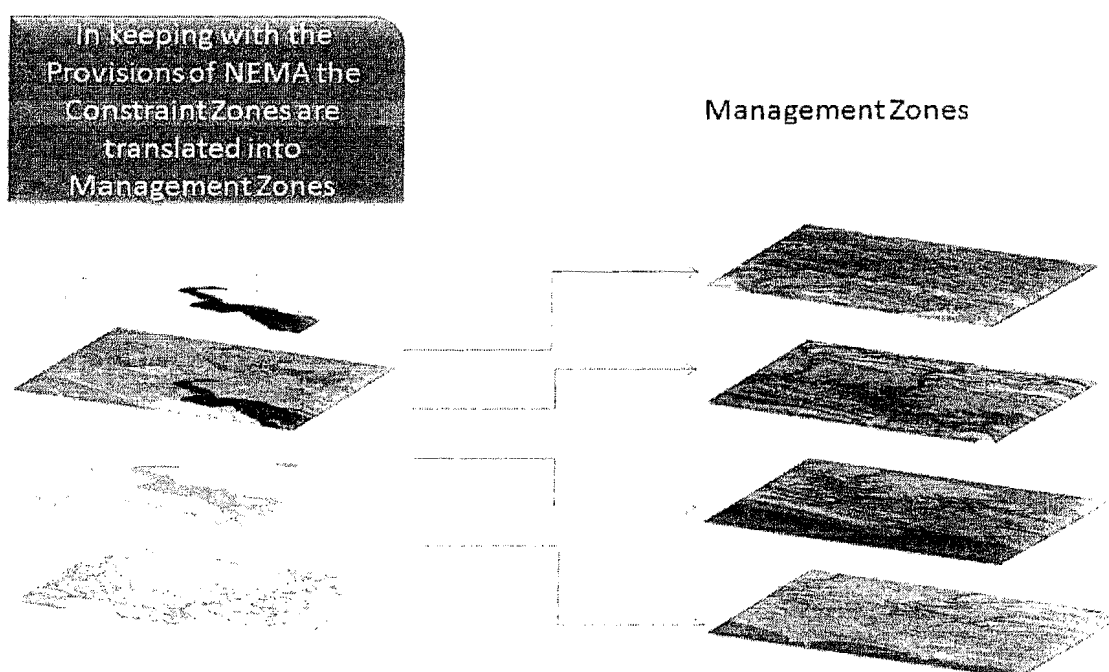 In keeping with the
Provisions of NEMA the
Constraint Zones are
translated into
Management Zones
Management Zones